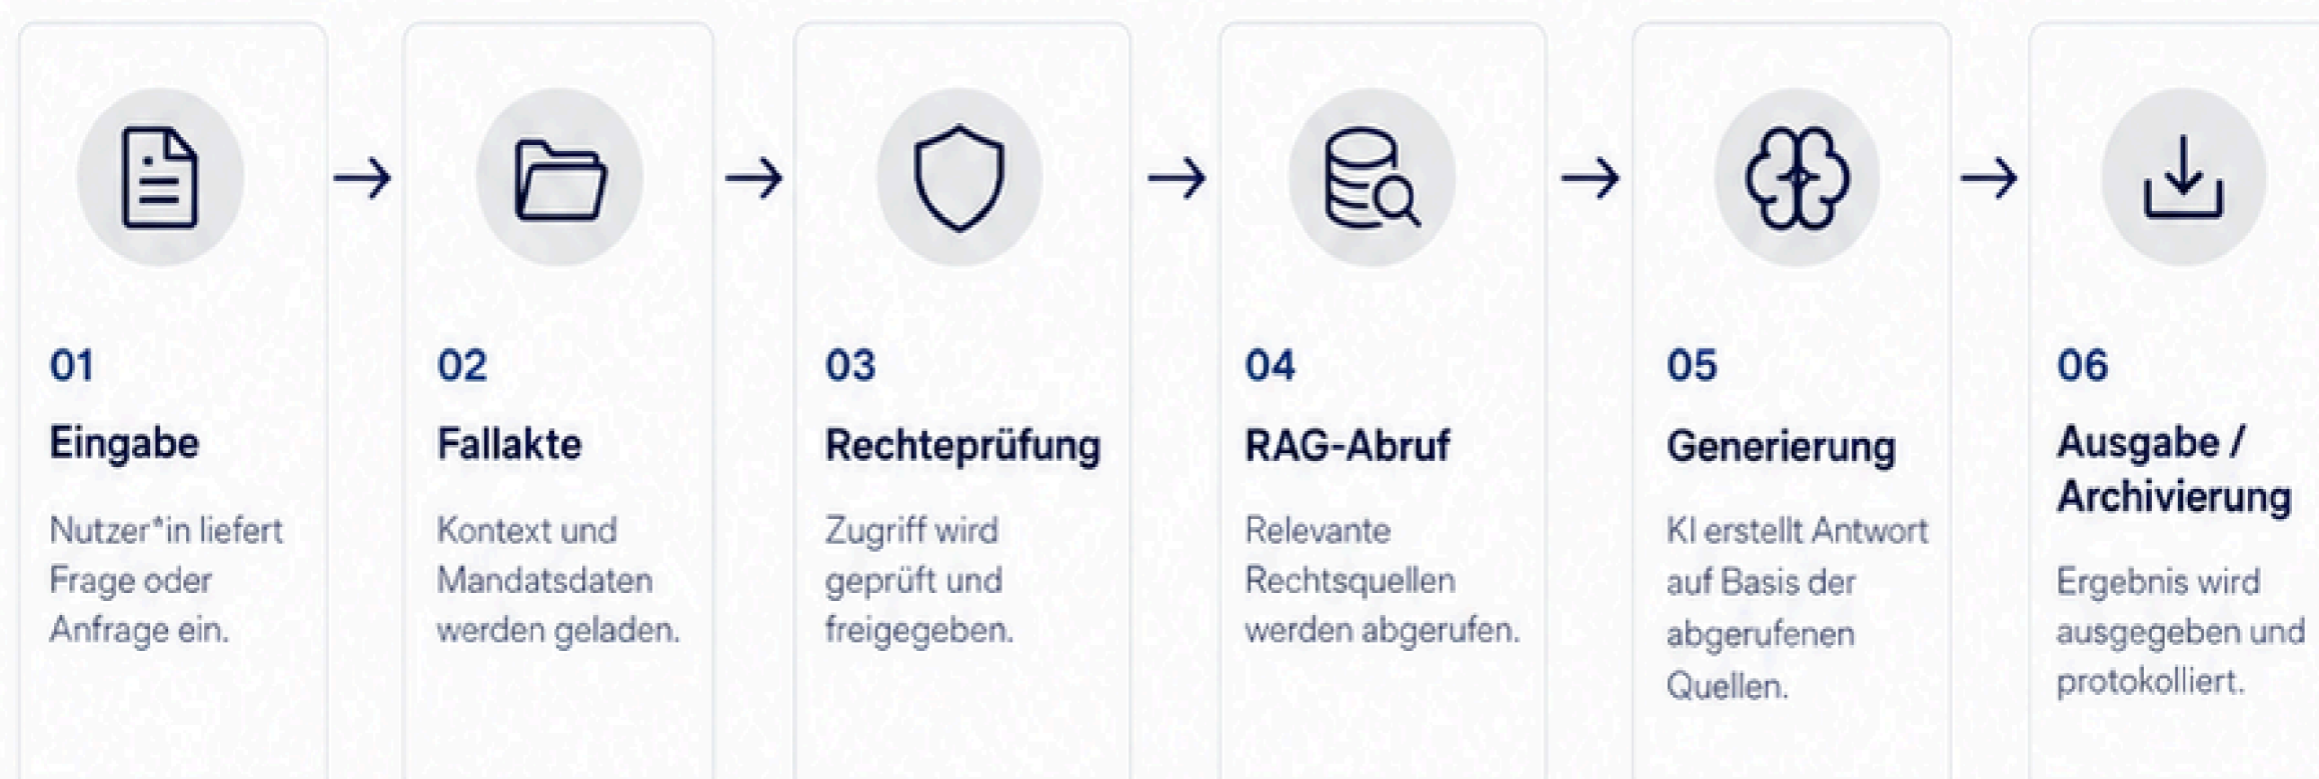 01
Eingabe
Nutzer*in liefert
Frage oder
Anfrage ein.
02
Fallakte
Kontext und
Mandatsdaten
werden geladen.
03
Rechteprüfung
Zugriff wird
geprüft und
freigegeben.
04
RAG-Abruf
Relevante
Rechtsquellen
werden abgerufen.
05
Generierung
KI erstellt Antwort
auf Basis der
abgerufenen
Quellen.
06
Ausgabe /
Archivierung
Ergebnis wird
ausgegeben und
protokolliert.